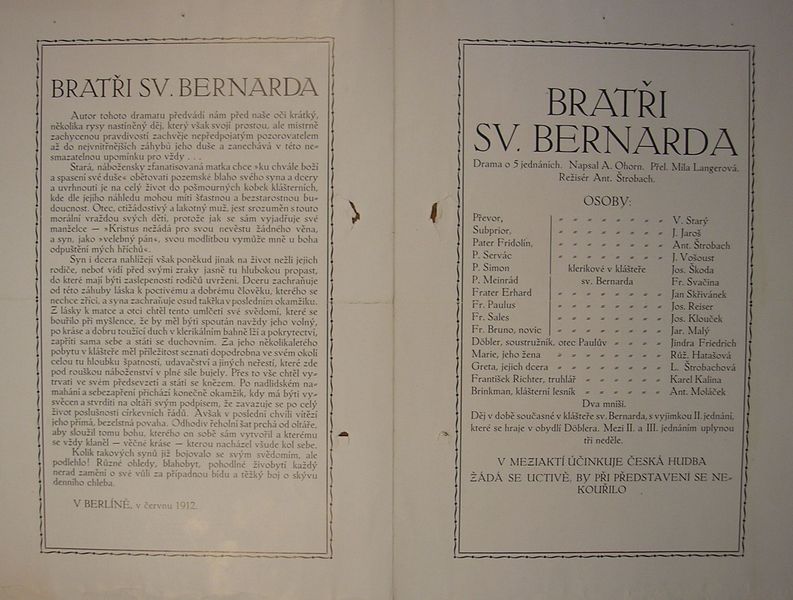 BRATŘI SV. BERNARDA
Autor tohoto dramatu předvádí nám před naše oči krátký,
několika rysy nastíněný děj, který však svojí prostou, ale mistrně
zachycenou pravdivostí zachvěje nepředpojatým pozorovatelem
až do nejvnitřnějších záhybů jeho duše a zanechává v této ne-
smazatelnou upomínku pro vždy . . .
Stará, nábožensky zfanatisovaná matka chce »ku chvále boží
a spasení své duše« obětovati pozemské blaho svého syna a dcery
a uvrhnouti je na celý život do pošmourných kobek klášterních,
kde dle jejího náhledu mohou míti šťastnou a bezstarostnou bu-
doucnost. Otec, ctižádostivý a lakotný muž, jest srozuměn s touto
morální vraždou svých dětí, protože jak se sám vyjadřuje své
manželce — »Kristus nežádá pro svou nevěstu žádného věna,
a syn, jako »velebný pán«, svou modlitbou vymůže mně u boha
odpuštění mých hříchů«.
Syn i dcera nahlížejí však poněkud jinak na život nežli jejich
rodiče, neboť vidí před svými zraky jasně tu hlubokou propast,
do které mají býti zaslepeností rodičů uvrženi. Dceru zachraňuje
od této záhuby láska k poctivému a dobrému člověku, kterého se
nechce zříci, a syna zachraňuje osud takřka v posledním okamžiku.
Z lásky k matce a otci chtěl tento umlčeti své svědomí, které se
bouřilo při myšlence, že by měl býti spoután navždy jeho volný,
po kráse a dobru toužící duch v klerikálním bahně lži a pokrytectví,
zapříti sama sebe a státi se duchovním. Za jeho několikaletého
pobytu v klášteře měl příležitost seznati dopodrobna ve svém okolí
celou tu hloubku špatností, udavačství a jiných neřestí, které zde
pod rouškou náboženství v plné síle bujely. Přes to vše chtěl vy-
trvati ve svém předsevzetí a státi se knězem. Po nadlidském na-
máhání a sebezapření přichází konečně okamžik, kdy má býti vy-
svěcen a stvrditi na oltáři svým podpisem, že zavazuje se po celý
život poslušnosti církevních řádů. Avšak v poslední chvíli vítězí
jeho přímá, bezelstná povaha. Odhodiv řeholní šat prchá od oltáře,
aby sloužil tomu bohu, kterého on sobě sám vytvořil a kterému
se vždy klaněl — věčné kráse — kterou nacházel všude kol sebe.
Kolik takových synů již bojovalo se svým svědomím, ale
podlehlo! Různé ohledy, blahobyt, pohodlné živobytí každý
nerad zamění o své vůli za případnou bídu a těžký boj o skývu
denního chleba.
V BERLÍNĚ, v červnu 1912.
BRATŘI
SV. BERNARDA
Drama o 5 jednáních. Napsal A. Ohorn. Přel. Míla Langerová.
Režisér Ant. Štrobach.
OSOBY:
Převor, V. Starý
Subprior, J. Jaroš
Pater Fridolín, Ant. Štrobach
P. Servác J. Vošoust
P. Simon klerikové v klášteře Jos. Škoda
P. Meinrád sv. Bernarda Fr. Svačina
Frater Erhard Jan Skřivánek
Fr. Paulus Jos. Reiser
Fr. Sales Jos. Klouček
Fr. Bruno, novic Jar. Malý
Döbler, soustružník, otec Paulův Jindra Friedrich
Marie, jeho žena Růž. Hatašová
Greta, jejich dcera L. Štrobachová
František Richter, truhlář Karel Kalina
Brinkman, klášterní lesník Ant. Moláček
Dva mniši.
Děj v době současné v klášteře sv. Bernarda, s vyjímkou II. jednání,
které se hraje v obydlí Döblera. Mezi II. a III. jednáním uplynou
tři neděle.
V MEZIAKTÍ ÚČINKUJE ČESKÁ HUDBA
ŽÁDÁ SE UCTIVĚ, BY PŘI PŘEDSTAVENÍ SE NE-
KOUŘILO